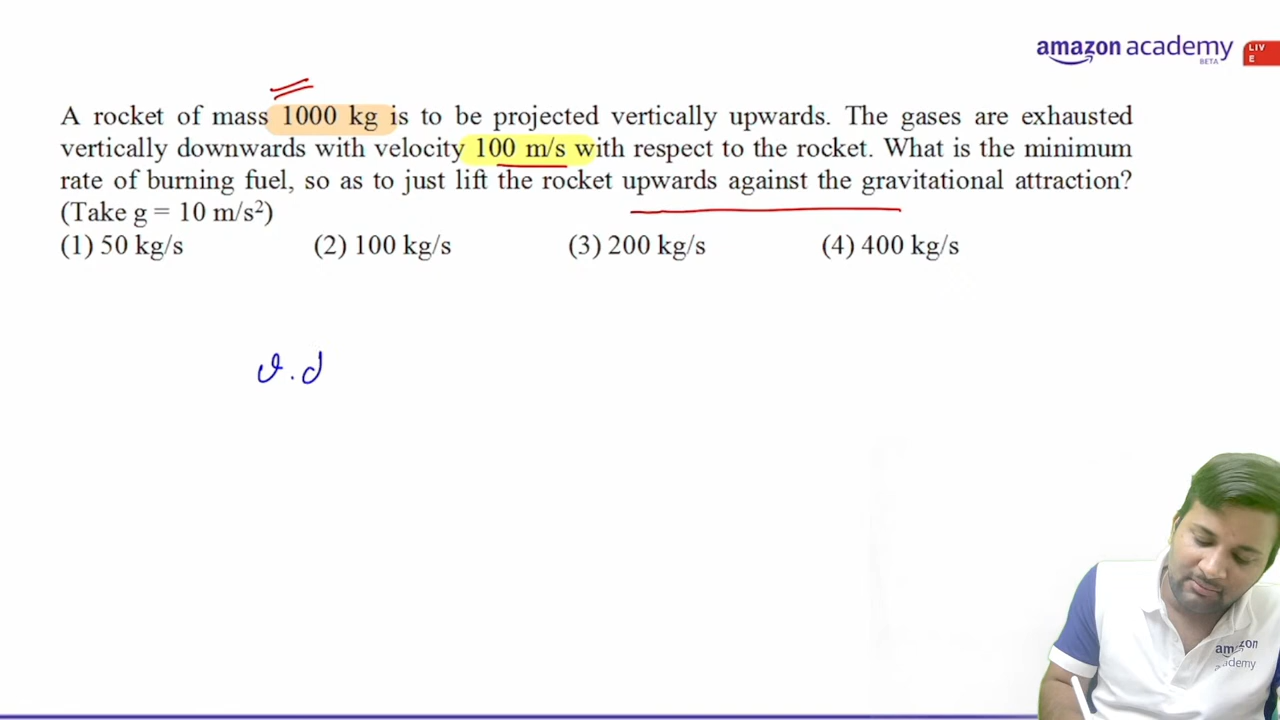 amazon academy
BETA
LIV
E
A rocket of mass 1000 kg is to be projected vertically upwards. The gases are exhausted
vertically downwards with velocity 100 m/s with respect to the rocket. What is the minimum
rate of burning fuel, so as to just lift the rocket upwards against the gravitational attraction?
(Take g = 10 m/s²)
(1) 50 kg/s (2) 100 kg/s (3) 200 kg/s (4) 400 kg/s
v.d
amazon
academy